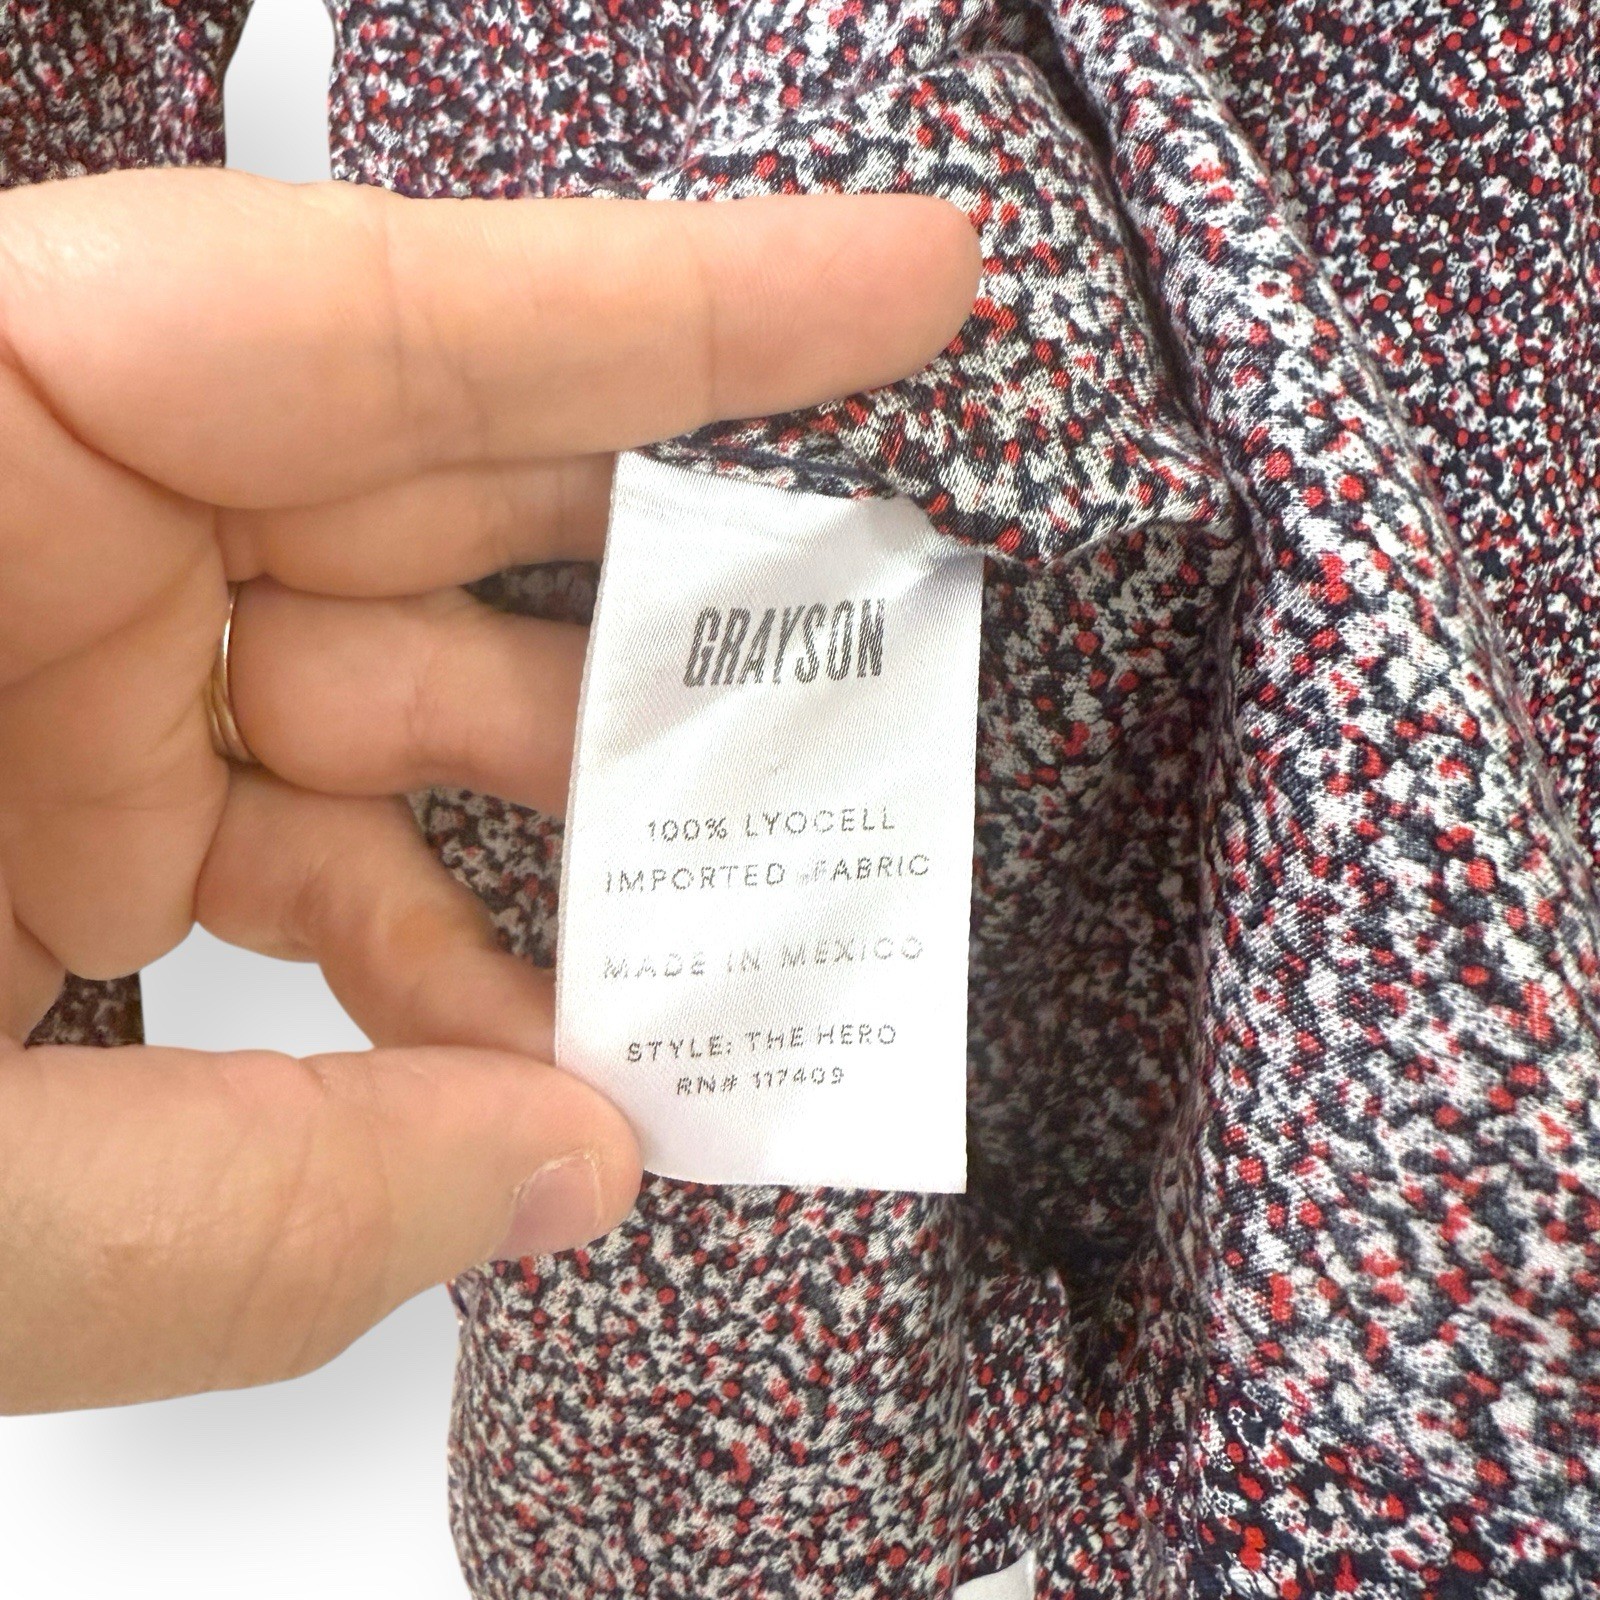 GRAYSON
100% LYOCELL
IMPORTED FABRIC
MADE IN MEXICO
STYLE: THE HERO
RN# 117409